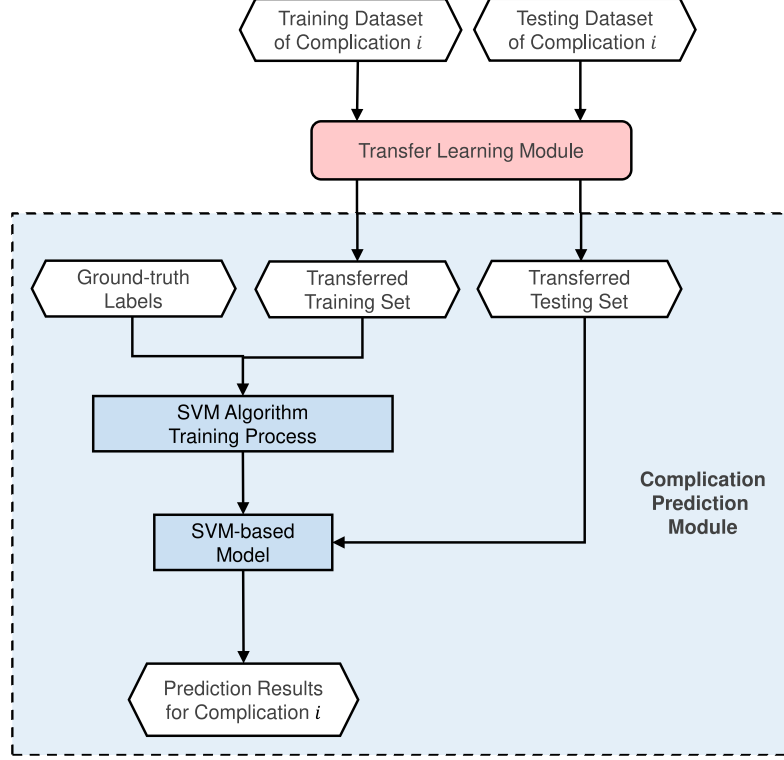 Training Dataset
of Complication i
Testing Dataset
of Complication i
Transfer Learning Module
Ground-truth
Labels
Transferred
Training Set
Transferred
Testing Set
SVM Algorithm
Training Process
Complication
Prediction
Module
SVM-based
Model
Prediction Results
for Complication i